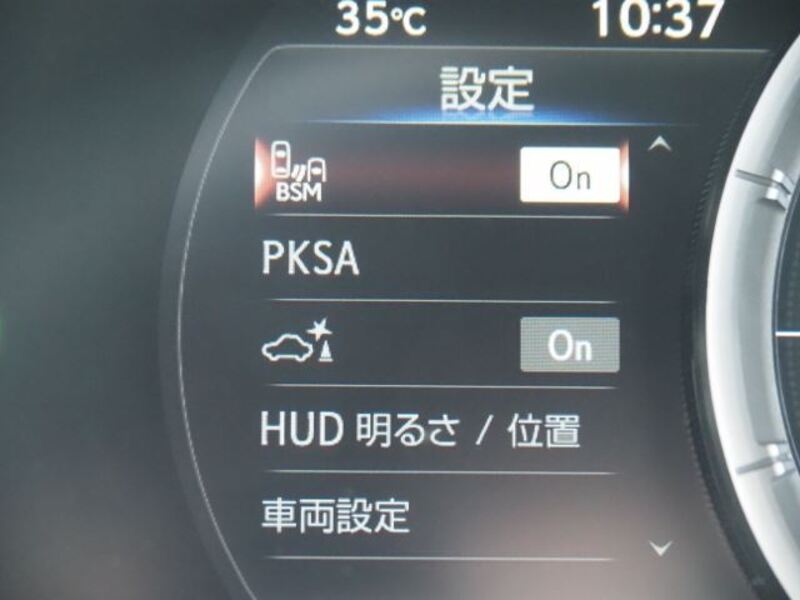 35℃ 10:37
設定
BSM On
PKSA
On
HUD 明るさ / 位置
車両設定